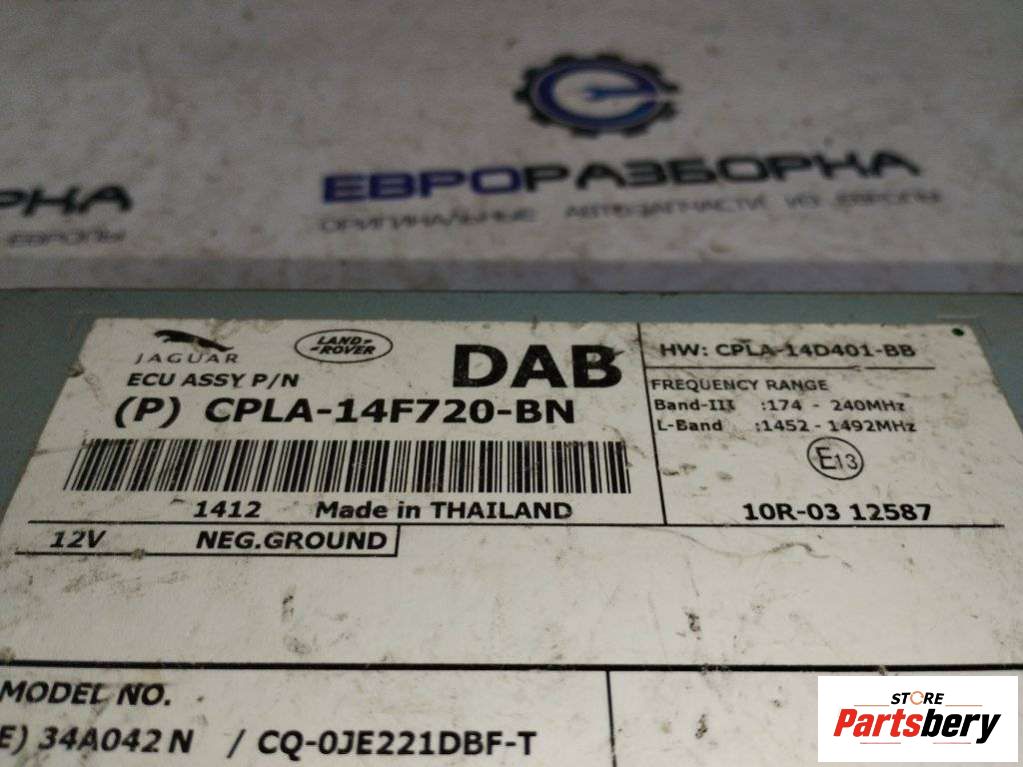 ЕВРОРАЗБОРКА
ОРИГИНАЛЬНЫЕ АВТОЗАПЧАСТИ ИЗ ЕВРОПЫ
РКА
ЕВРОПЫ
JAGUAR
LAND-
-ROVER
DAB
HW: CPLA-14D401-BB
ECU ASSY P/N
(P) CPLA-14F720-BN
FREQUENCY RANGE
Band-III :174 - 240MHz
L-Band :1452 - 1492MHz
E13
1412 Made in THAILAND
10R-03 12587
12V NEG.GROUND
MODEL NO.
E) 34A042 N / CQ-0JE221DBF-T
STORE
Partsbery